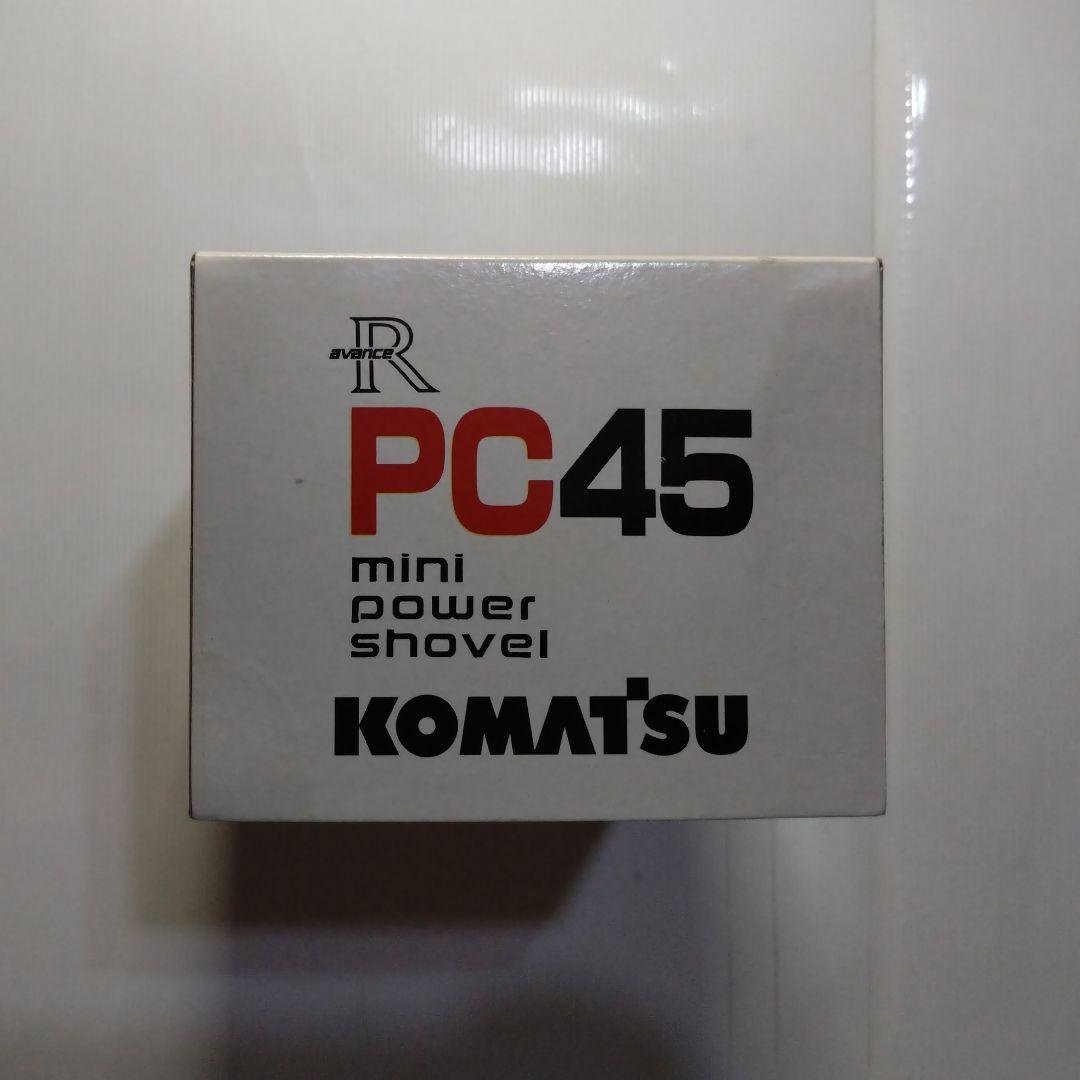 avance R
PC45
mini
power
shovel
KOMATSU